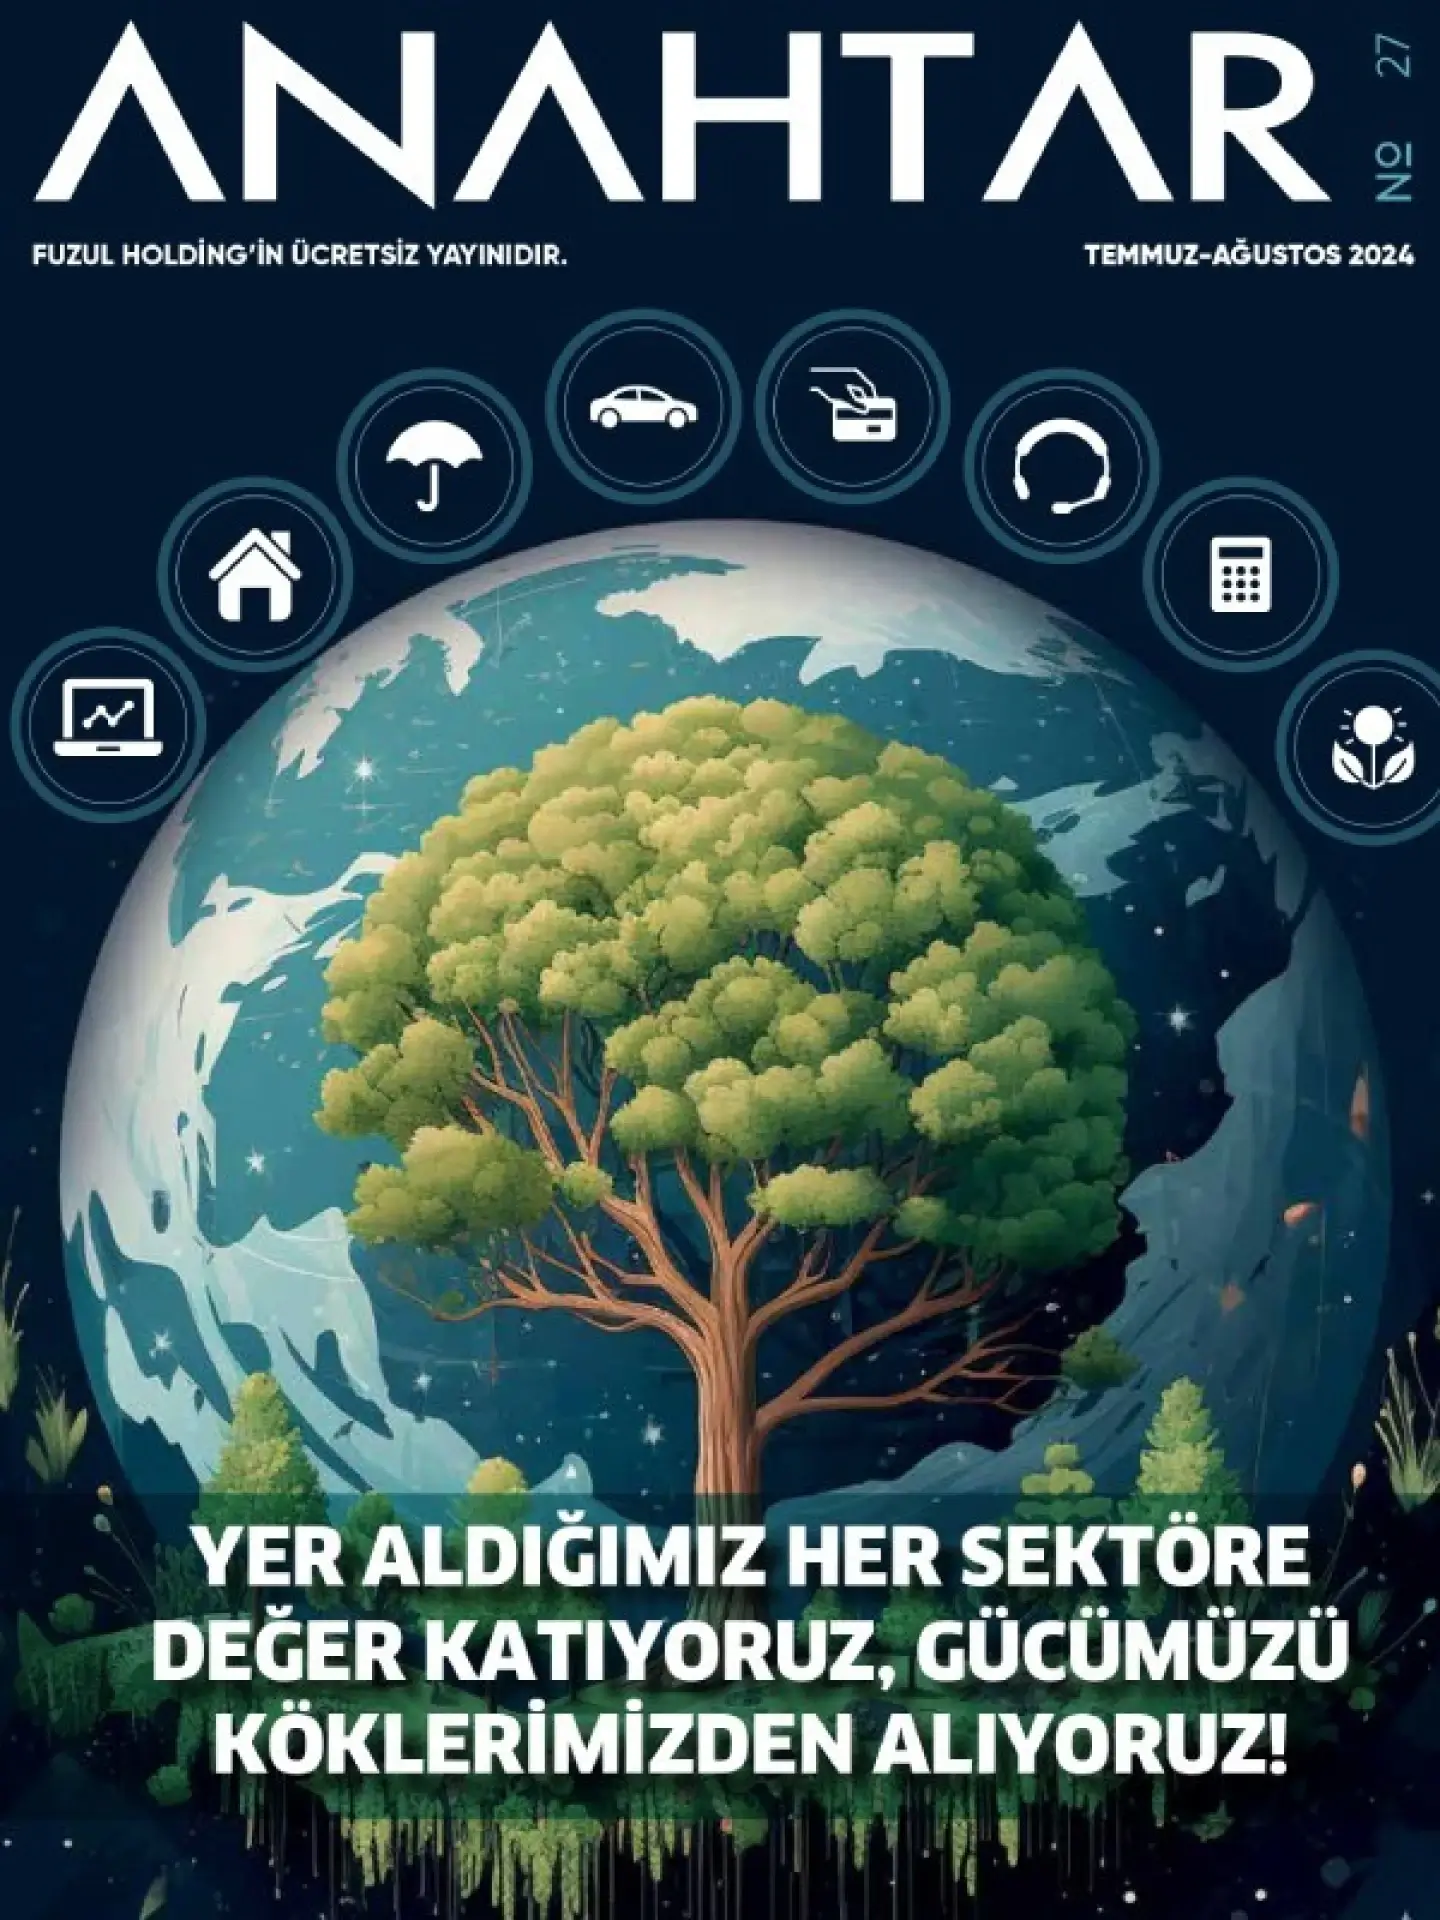 ANAHTAR
No 27
FUZUL HOLDİNG'İN ÜCRETSİZ YAYINIDIR.
TEMMUZ-AĞUSTOS 2024
YER ALDIĞIMIZ HER SEKTÖRE
DEĞER KATIYORUZ, GÜCÜMÜZÜ
KÖKLERİMİZDEN ALIYORUZ!